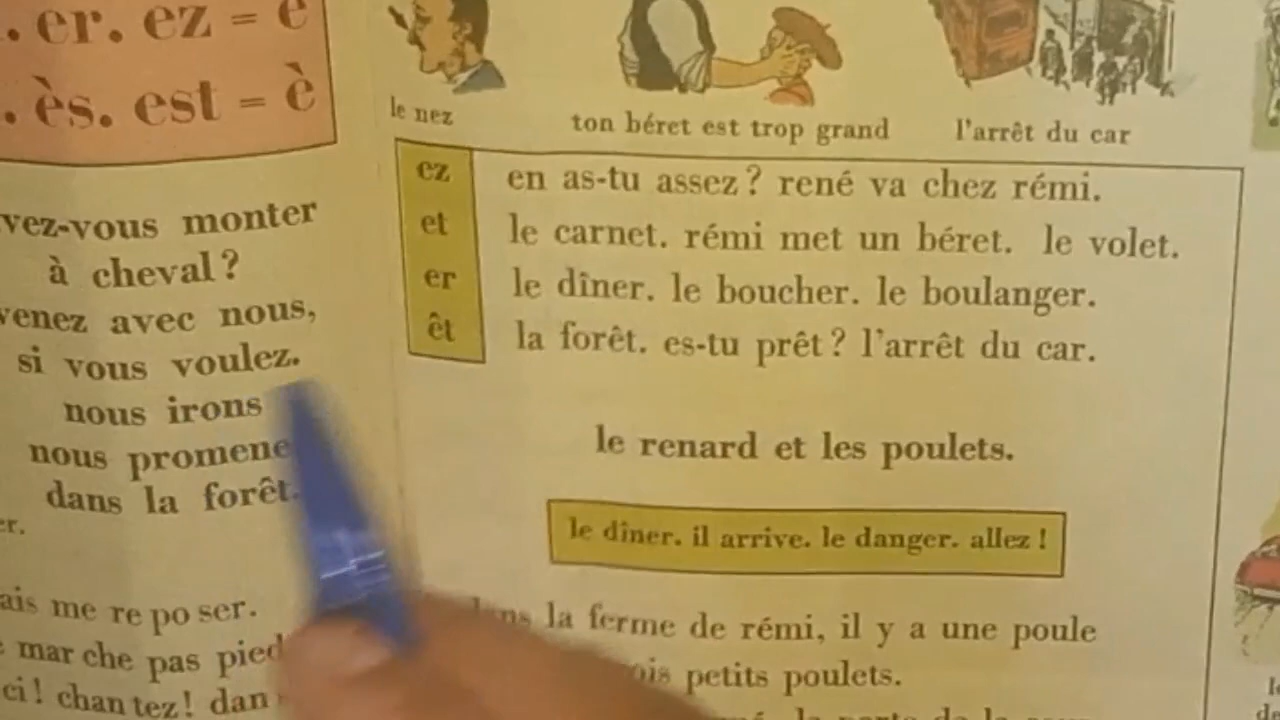 er. ez = é
ès. est = è
vez-vous monter
à cheval ?
venez avec nous,
si vous voulez.
nous irons
nous promene
dans la forêt.
er.
ais me re po ser.
mar che pas pied
ci ! chan tez ! dan
le nez
ton béret est trop grand
l'arrêt du car
ez en as-tu assez ? rené va chez rémi.
et le carnet. rémi met un béret. le volet.
er le dîner. le boucher. le boulanger.
êt la forêt. es-tu prêt ? l'arrêt du car.
le renard et les poulets.
le dîner. il arrive. le danger. allez !
dans la ferme de rémi, il y a une poule
ois petits poulets.